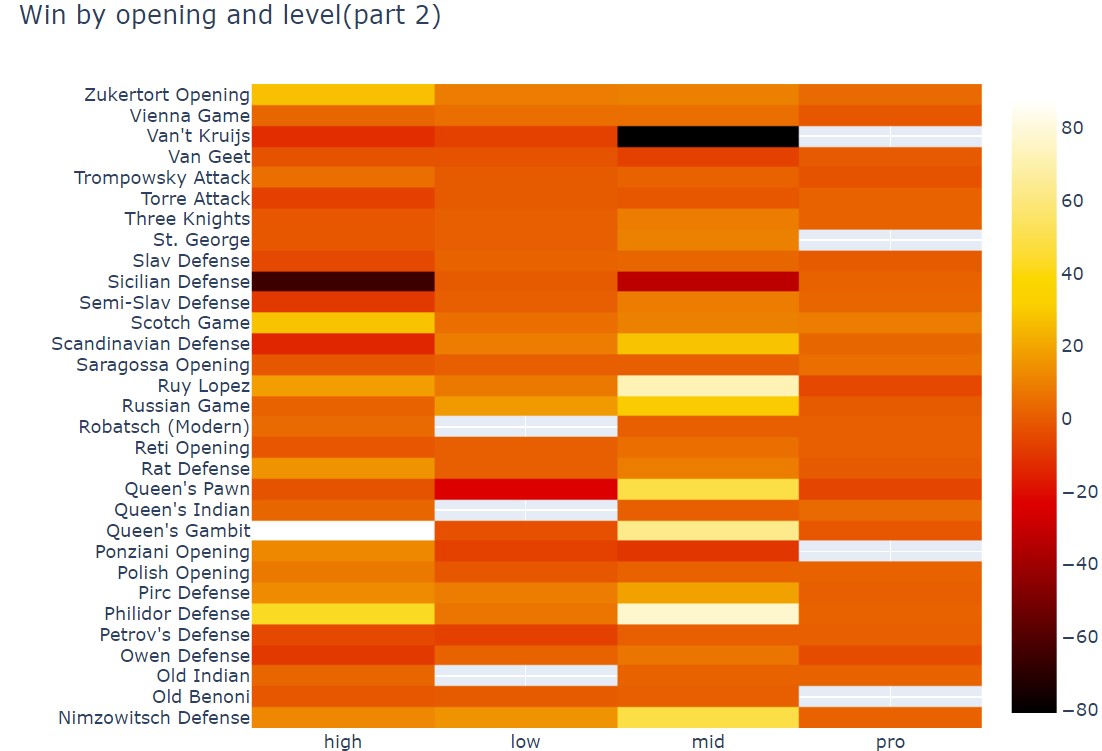 Win by opening and level(part 2)
Zukertort Opening
Vienna Game
Van't Kruijs
Van Geet
Trompowsky Attack
Torre Attack
Three Knights
St. George
Slav Defense
Sicilian Defense
Semi-Slav Defense
Scotch Game
Scandinavian Defense
Saragossa Opening
Ruy Lopez
Russian Game
Robatsch (Modern)
Reti Opening
Rat Defense
Queen's Pawn
Queen's Indian
Queen's Gambit
Ponziani Opening
Polish Opening
Pirc Defense
Philidor Defense
Petrov's Defense
Owen Defense
Old Indian
Old Benoni
Nimzowitsch Defense
high low mid pro
80
60
40
20
0
−20
−40
−60
−80